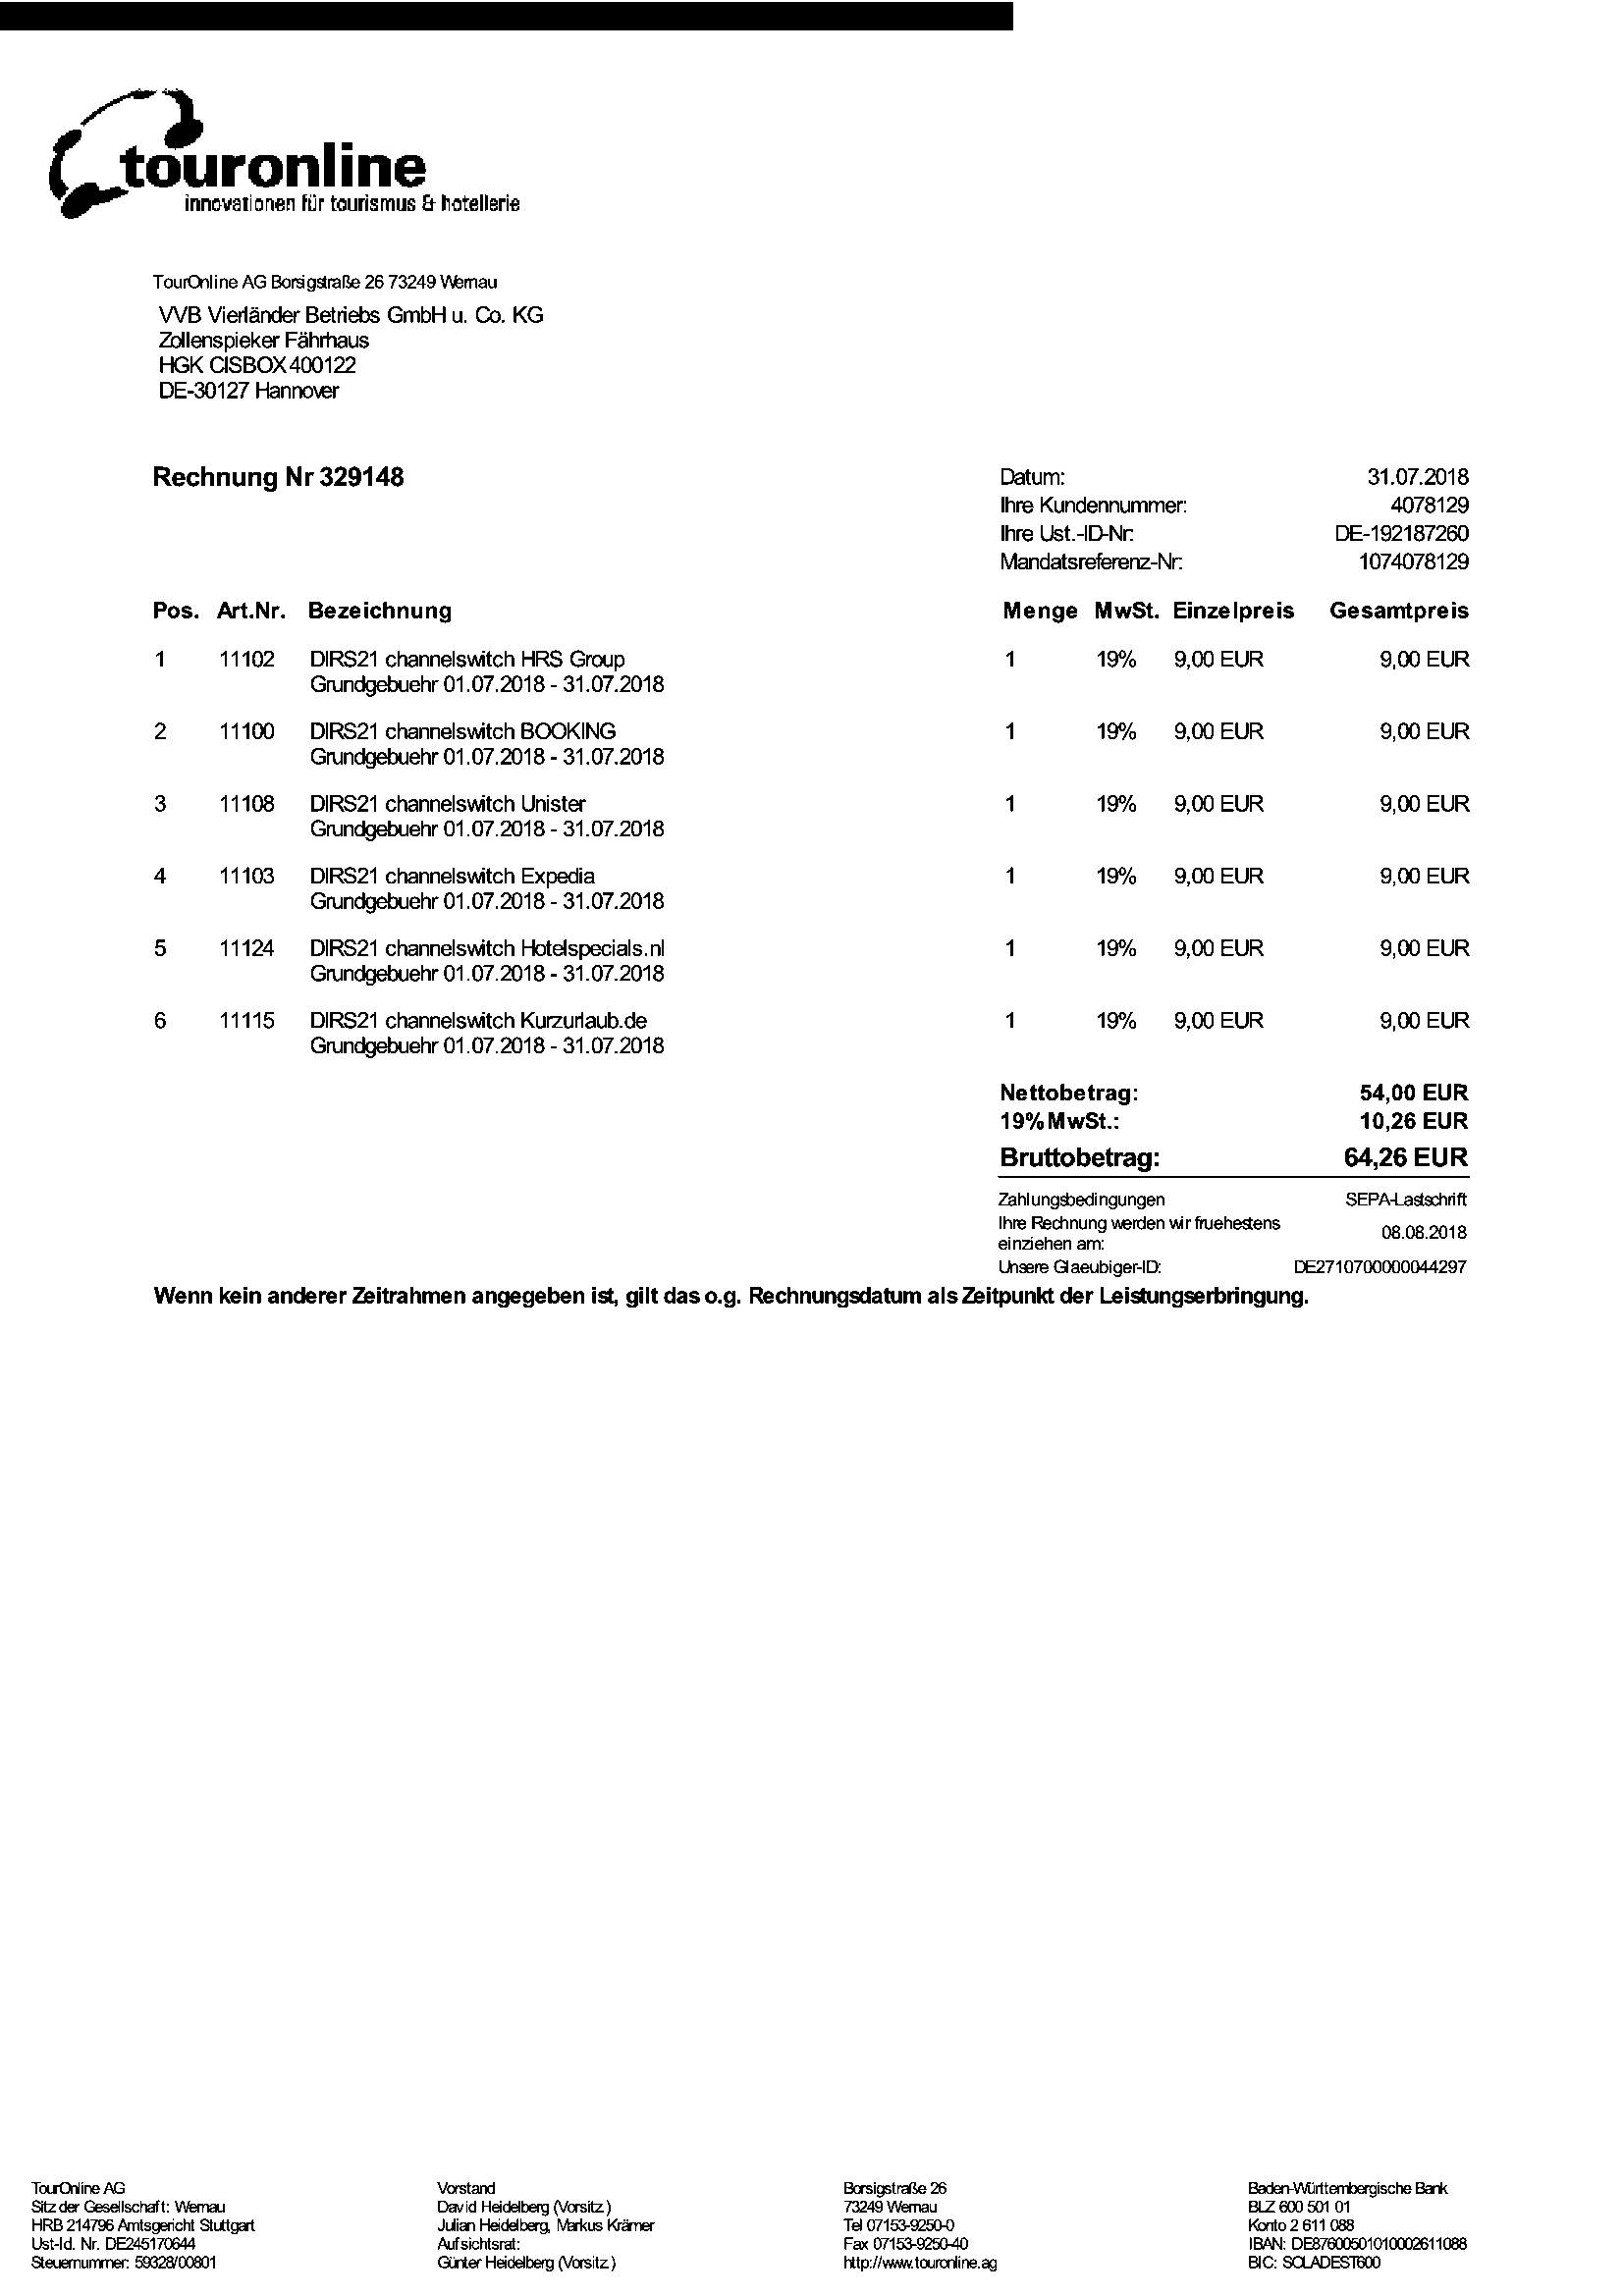 touronline
innovationen für tourismus & hotellerie
TourOnline AG Borsigstraße 26 73249 Wernau
VVB Vierländer Betriebs GmbH u. Co. KG
Zollenspieker Fährhaus
HGK CISBOX 400122
DE-30127 Hannover
Rechnung Nr 329148
Datum: 31.07.2018
Ihre Kundennummer: 4078129
Ihre Ust.-ID-Nr: DE-192187260
Mandatsreferenz-Nr: 1074078129
Pos. Art.Nr. Bezeichnung Menge MwSt. Einzelpreis Gesamtpreis
1 11102 DIRS21 channelswitch HRS Group 1 19% 9,00 EUR 9,00 EUR
Grundgebuehr 01.07.2018 - 31.07.2018
2 11100 DIRS21 channelswitch BOOKING 1 19% 9,00 EUR 9,00 EUR
Grundgebuehr 01.07.2018 - 31.07.2018
3 11108 DIRS21 channelswitch Unister 1 19% 9,00 EUR 9,00 EUR
Grundgebuehr 01.07.2018 - 31.07.2018
4 11103 DIRS21 channelswitch Expedia 1 19% 9,00 EUR 9,00 EUR
Grundgebuehr 01.07.2018 - 31.07.2018
5 11124 DIRS21 channelswitch Hotelspecials.nl 1 19% 9,00 EUR 9,00 EUR
Grundgebuehr 01.07.2018 - 31.07.2018
6 11115 DIRS21 channelswitch Kurzurlaub.de 1 19% 9,00 EUR 9,00 EUR
Grundgebuehr 01.07.2018 - 31.07.2018
Nettobetrag: 54,00 EUR
19% MwSt.: 10,26 EUR
Bruttobetrag: 64,26 EUR
Zahlungsbedingungen SEPA-Lastschrift
Ihre Rechnung werden wir fruehestens
einziehen am: 08.08.2018
Unsere Glaeubiger-ID: DE2710700000044297
Wenn kein anderer Zeitrahmen angegeben ist, gilt das o.g. Rechnungsdatum als Zeitpunkt der Leistungserbringung.
TourOnline AG
Sitz der Gesellschaft: Wernau
HRB 214796 Amtsgericht Stuttgart
Ust-Id. Nr. DE245170644
Steuernummer: 59328/00801
Vorstand
David Heidelberg (Vorsitz)
Julian Heidelberg, Markus Krämer
Aufsichtsrat:
Günter Heidelberg (Vorsitz)
Borsigstraße 26
73249 Wernau
Tel 07153-9250-0
Fax 07153-9250-40
http://www.touronline.ag
Baden-Württembergische Bank
BLZ 600 501 01
Konto 2 611 088
IBAN: DE87600501010002611088
BIC: SOLADEST600